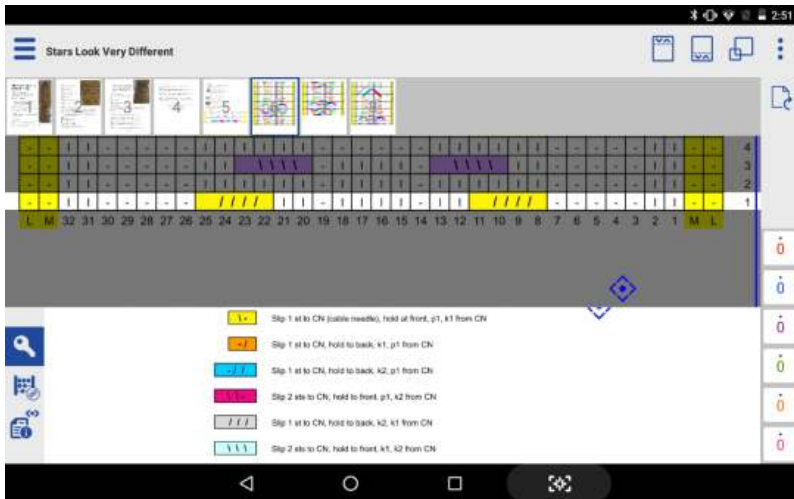 2:51
Stars Look Very Different
1 2 3 4 5
4
3
2
1
L M 32 31 30 29 28 27 26 25 24 23 22 21 20 19 18 17 16 15 14 13 12 11 10 9 8 7 6 5 4 3 2 1 M L
0
0
Slip 1 st to CN (cable needle), hold at front, p1, k1 from CN
0
Slip 1 st to CN, hold to back, k1, p1 from CN
Slip 1 st to CN, hold to back, k2, p1 from CN
0
Slip 2 sts to CN, hold to front, p1, k2 from CN
0
Slip 1 st to CN, hold to back, k2, k1 from CN
0
Slip 2 sts to CN, hold to front, k1, k2 from CN